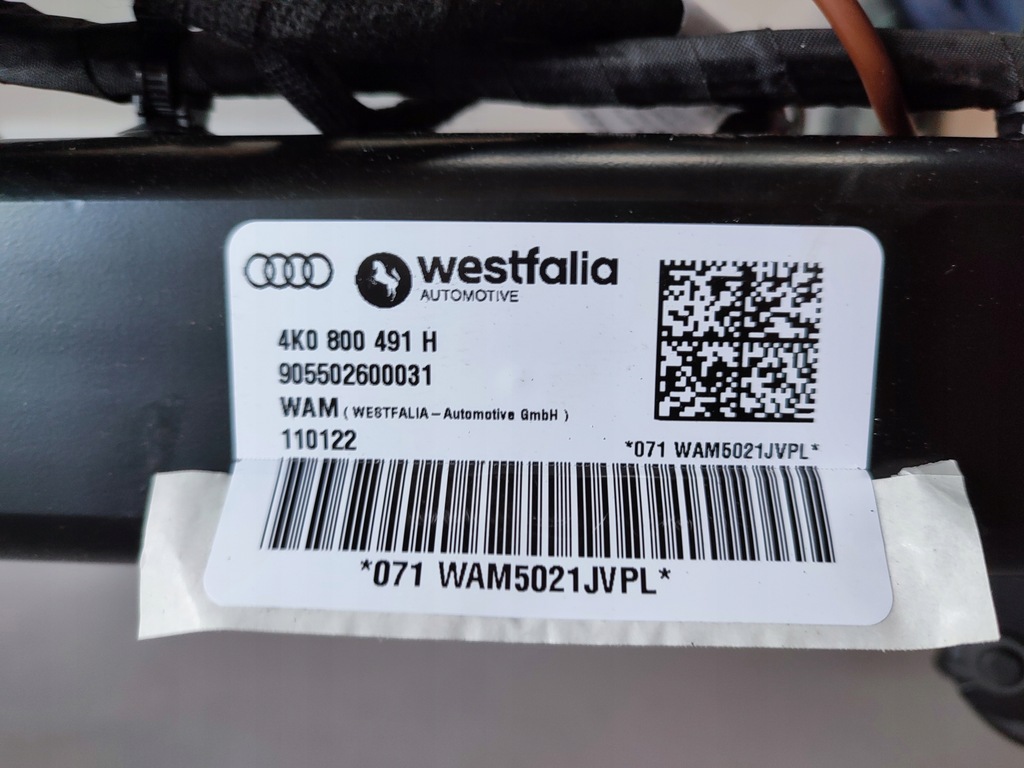 westfalia
AUTOMOTIVE
4K0 800 491 H
905502600031
WAM ( WESTFALIA-Automotive GmbH )
110122
*071 WAM5021JVPL*
*071 WAM5021JVPL*